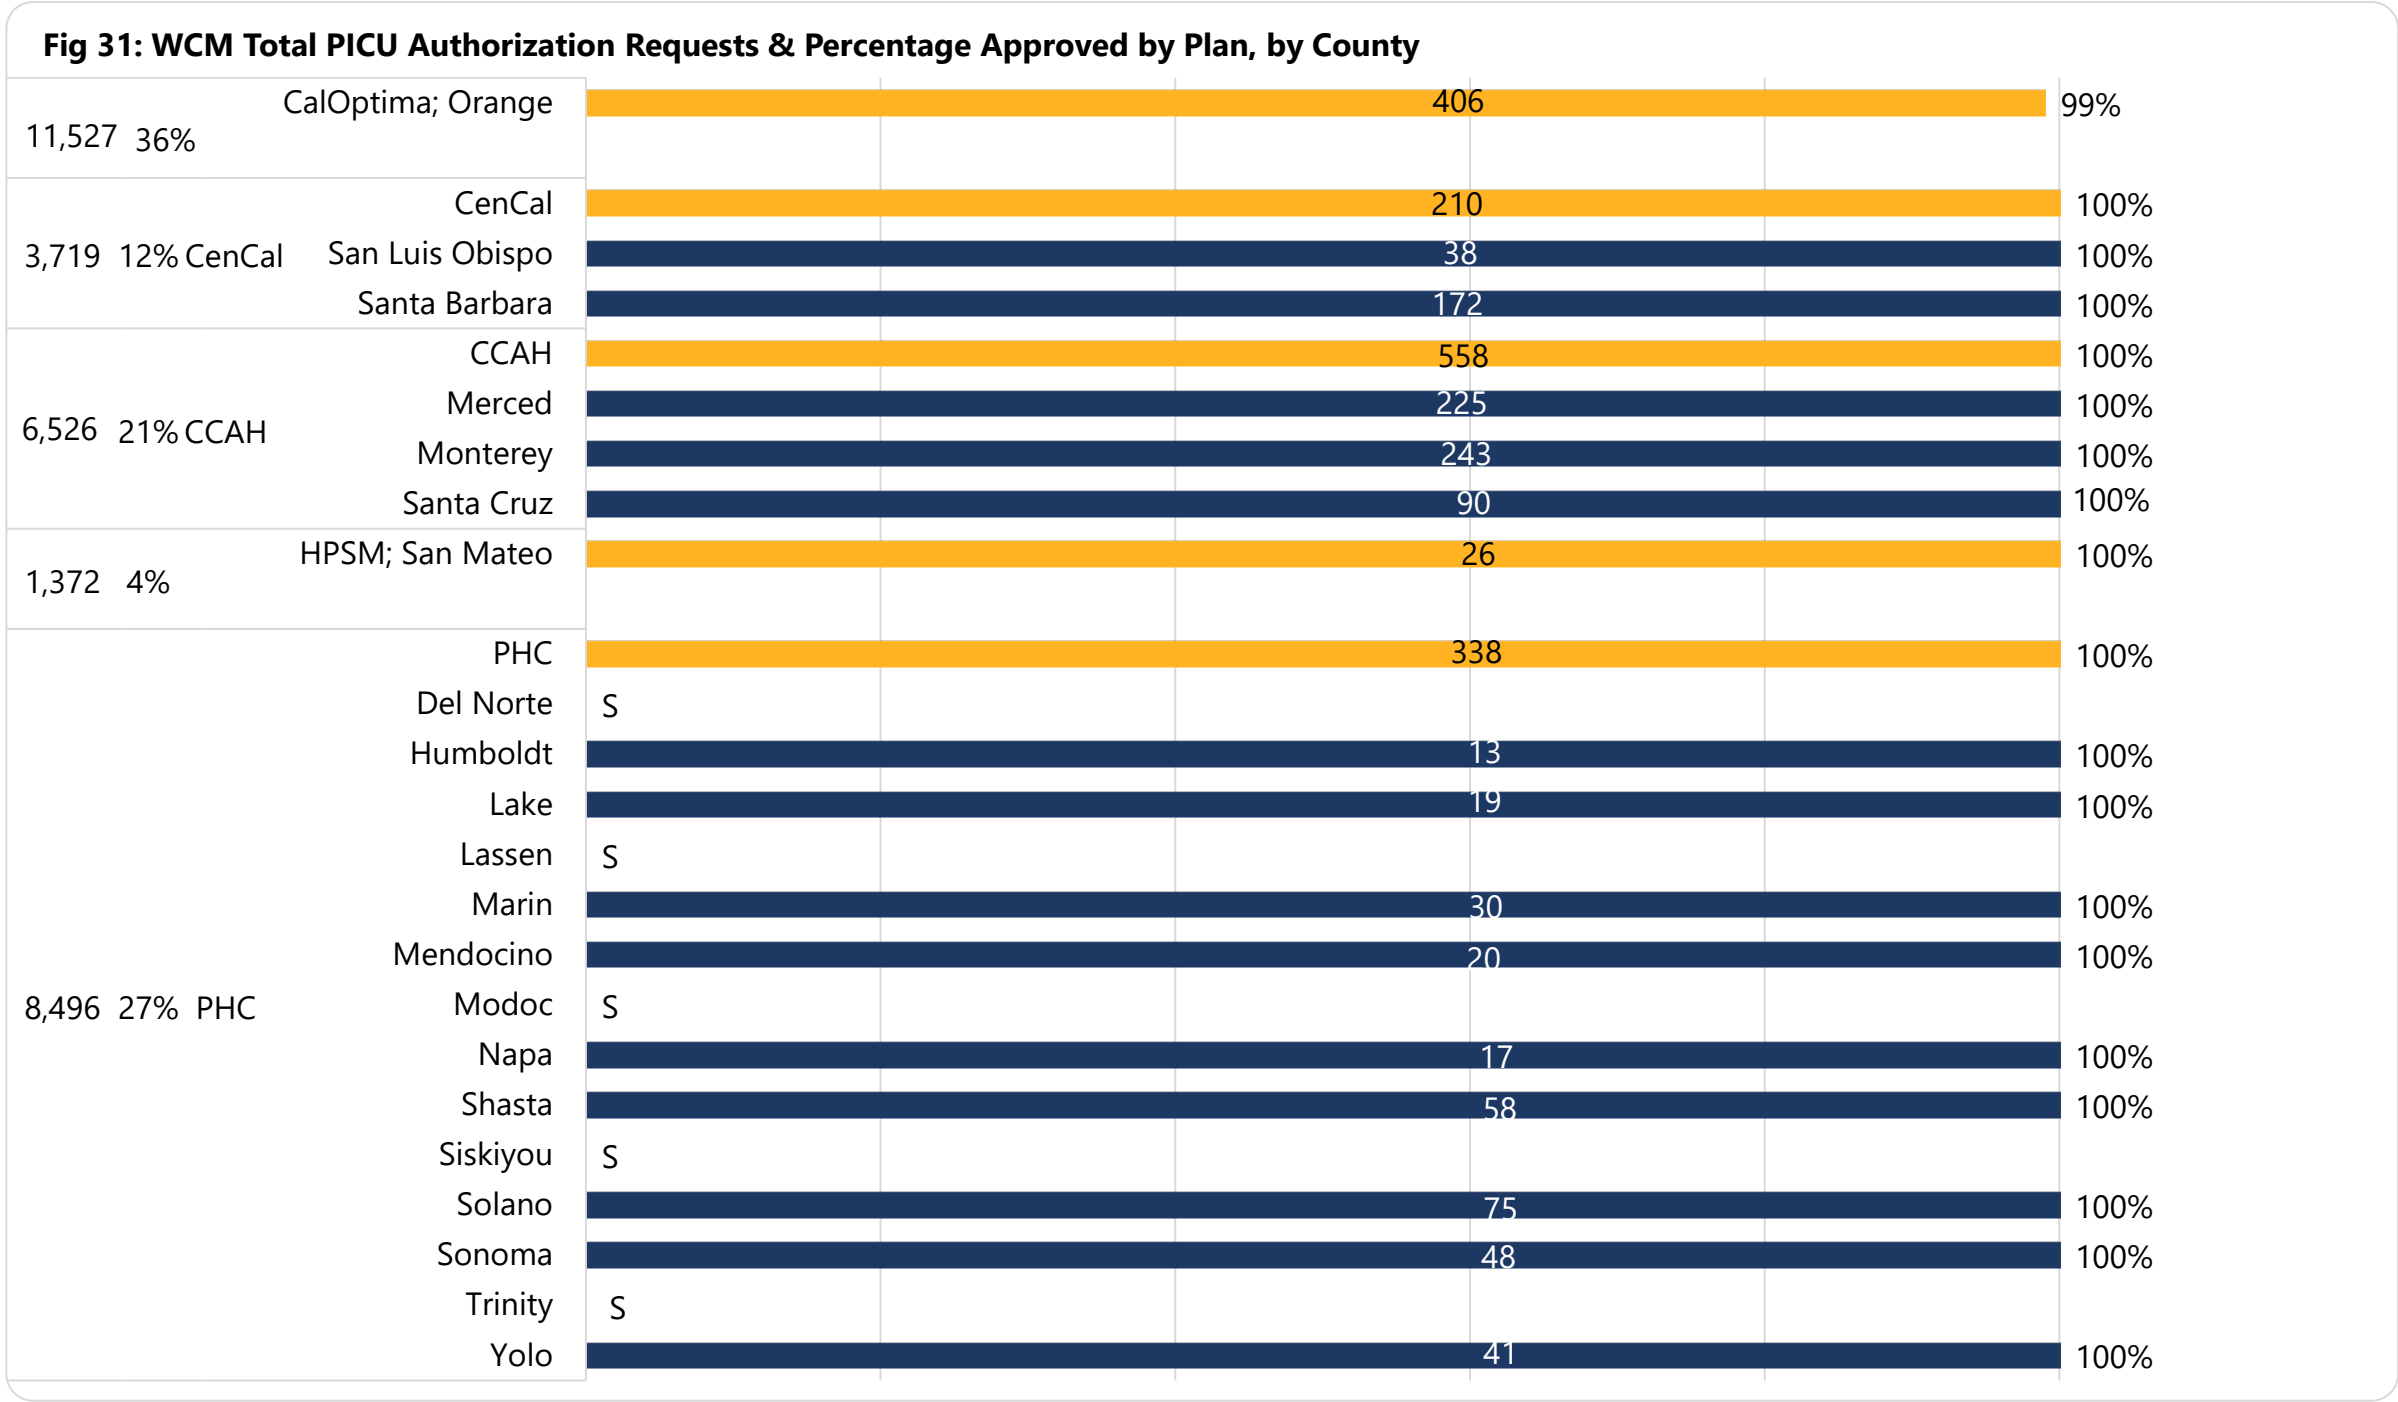 Fig 31: WCM Total PICU Authorization Requests & Percentage Approved by Plan, by County
CalOptima; Orange 406 99%
11,527 36%
CenCal 210 100%
3,719 12% CenCal San Luis Obispo 38 100%
Santa Barbara 172 100%
CCAH 558 100%
Merced 225 100%
6,526 21% CCAH
Monterey 243 100%
Santa Cruz 90 100%
HPSM; San Mateo 26 100%
1,372 4%
PHC 338 100%
Del Norte S
Humboldt 13 100%
Lake 19 100%
Lassen S
Marin 30 100%
Mendocino 20 100%
8,496 27% PHC Modoc S
Napa 17 100%
Shasta 58 100%
Siskiyou S
Solano 75 100%
Sonoma 48 100%
Trinity S
Yolo 41 100%